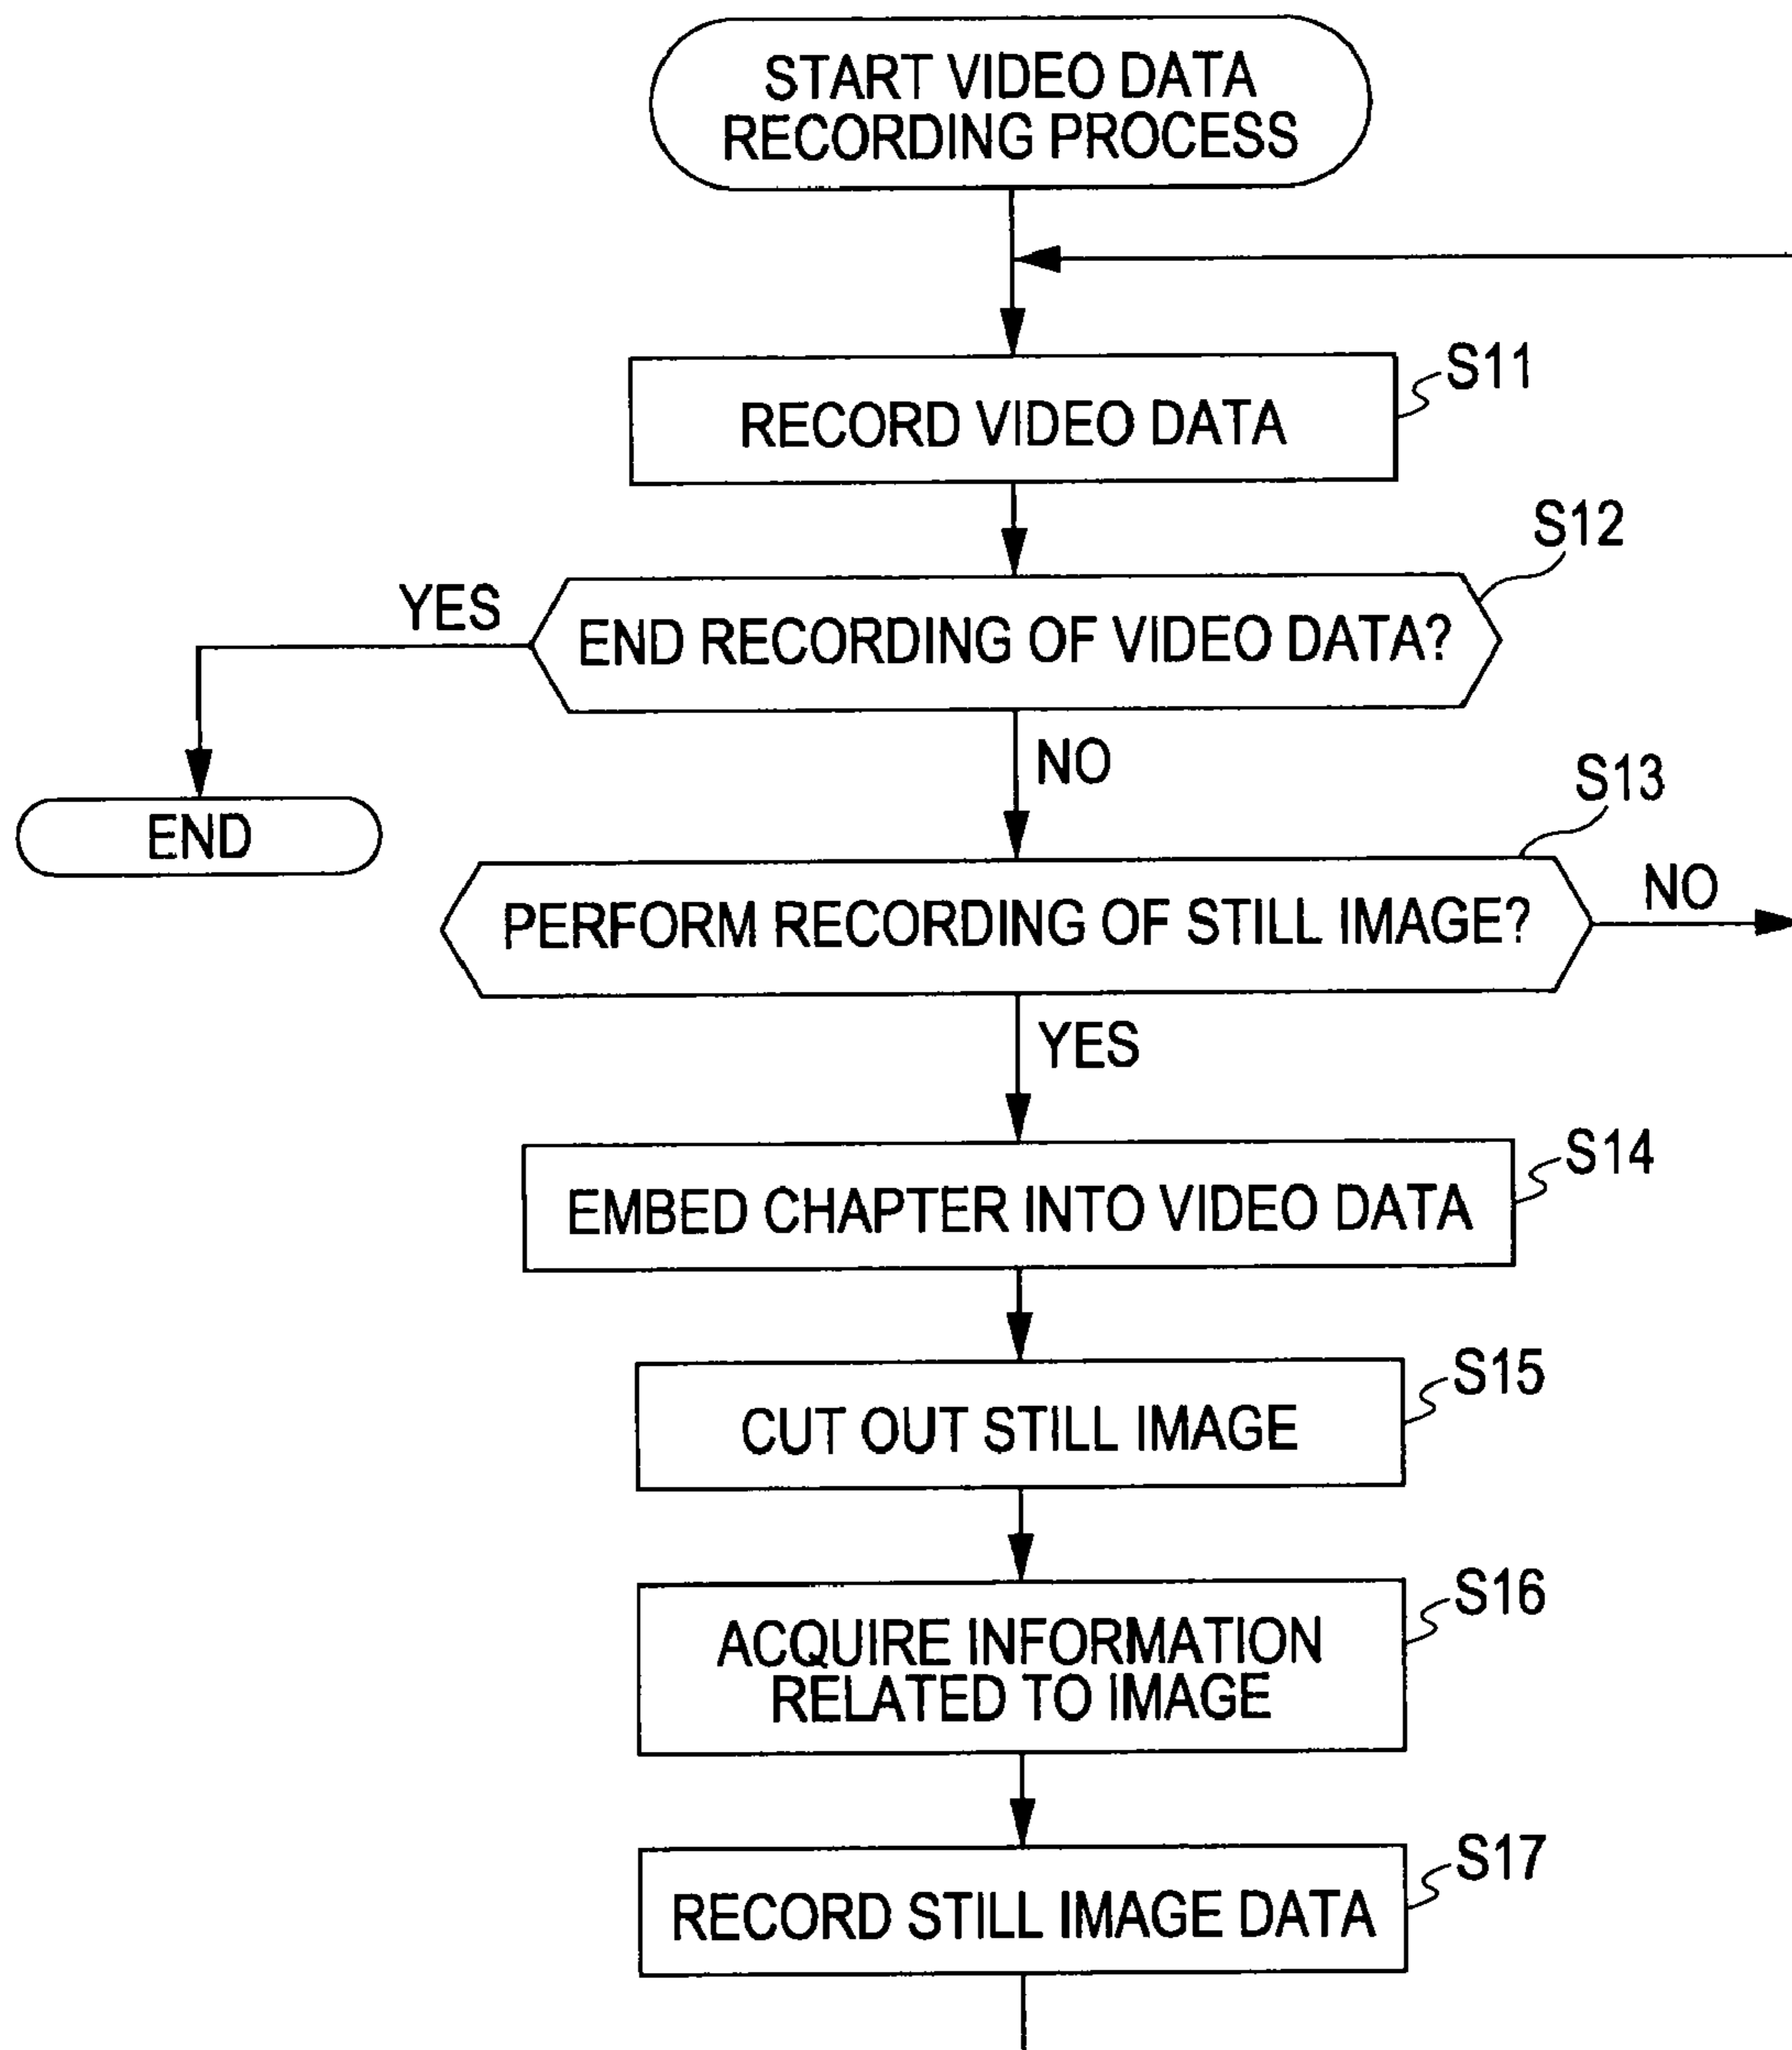 START VIDEO DATA
RECORDING PROCESS
S11
RECORD VIDEO DATA
S12
YES
END RECORDING OF VIDEO DATA?
NO
END
S13
PERFORM RECORDING OF STILL IMAGE?
NO
YES
S14
EMBED CHAPTER INTO VIDEO DATA
S15
CUT OUT STILL IMAGE
S16
ACQUIRE INFORMATION
RELATED TO IMAGE
S17
RECORD STILL IMAGE DATA